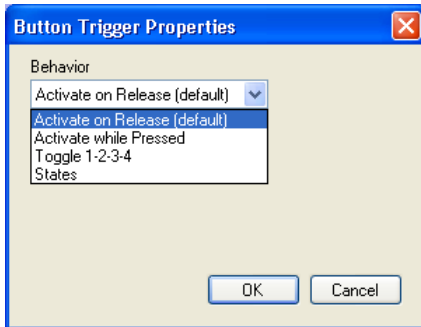 Button Trigger Properties
Behavior
Activate on Release (default)
Activate on Release (default)
Activate while Pressed
Toggle 1-2-3-4
States
OK Cancel